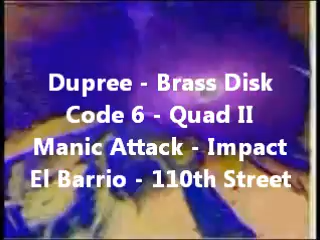 Dupree - Brass Disk
Code 6 - Quad II
Manic Attack - Impact
El Barrio - 110th Street